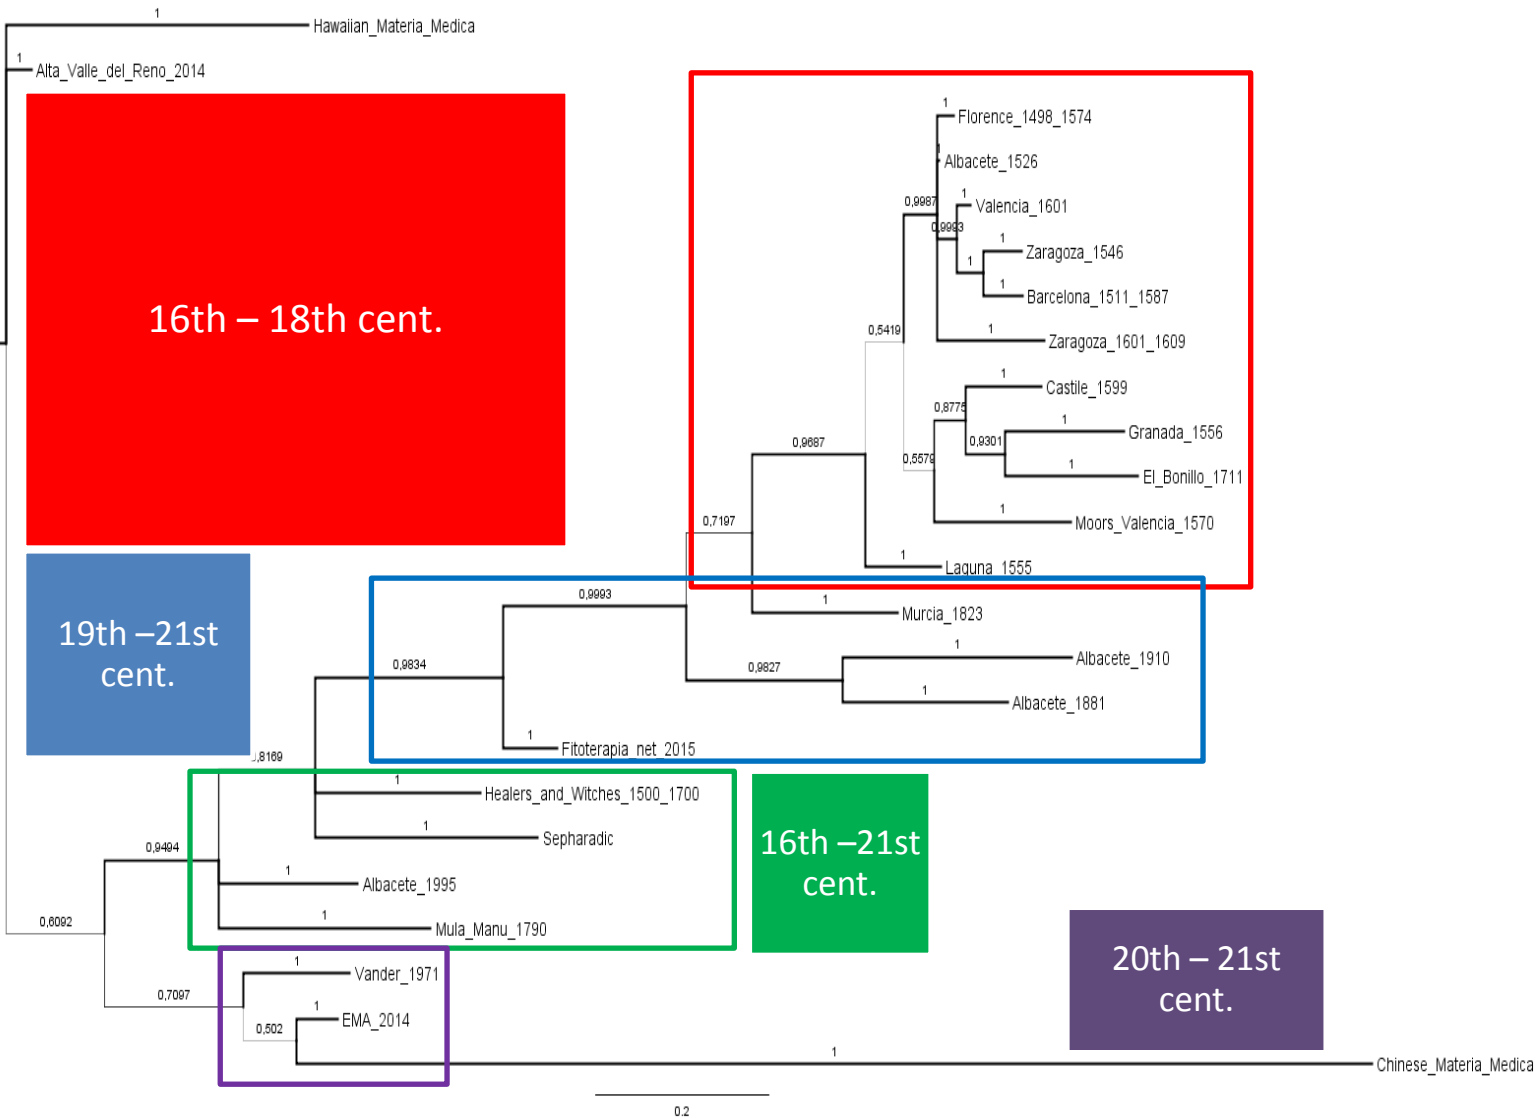 1
Hawaiian_Materia_Medica
1
Alta_Valle_del_Reno_2014
1
Florence_1498_1574
Albacete_1526
1
0,9987
Valencia_1601
0,9993
1
Zaragoza_1546
1
1
Barcelona_1511_1587
16th – 18th cent.
0,5419
1
Zaragoza_1601_1609
1
Castile_1599
0,8775
1
Granada_1556
0,9301
0,9687
0,5579
1
El_Bonillo_1711
0,7197
1
Moors_Valencia_1570
1
Laguna_1555
0,9993
1
Murcia_1823
19th –21st
cent.
0,9834
1
Albacete_1910
0,9827
1
Albacete_1881
1
Fitoterapia_net_2015
,8169
1
Healers_and_Witches_1500_1700
1
Sepharadic
16th –21st
cent.
0,9494
1
Albacete_1995
1
Mula_Manu_1790
0,6092
20th – 21st
cent.
1
Vander_1971
0,7097
1
EMA_2014
0,502
1
Chinese_Materia_Medica
0.2